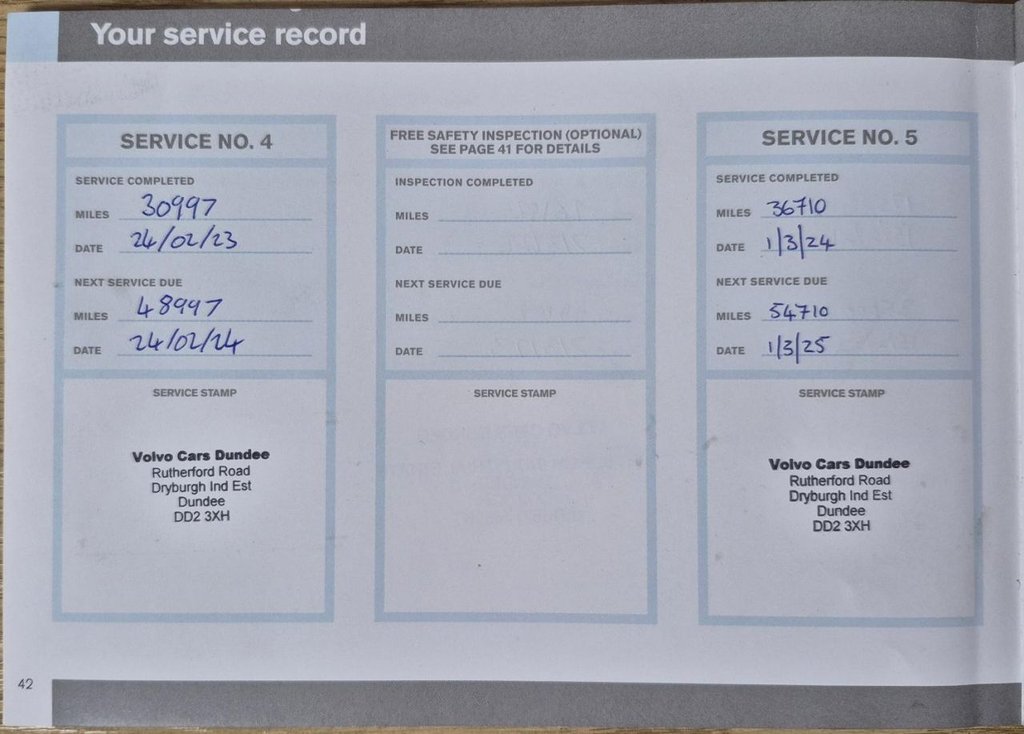 Your service record
SERVICE NO. 4
SERVICE COMPLETED
MILES 30997
DATE 24/02/23
NEXT SERVICE DUE
MILES 48997
DATE 24/02/24
SERVICE STAMP
Volvo Cars Dundee
Rutherford Road
Dryburgh Ind Est
Dundee
DD2 3XH
FREE SAFETY INSPECTION (OPTIONAL)
SEE PAGE 41 FOR DETAILS
INSPECTION COMPLETED
MILES
DATE
NEXT SERVICE DUE
MILES
DATE
SERVICE STAMP
SERVICE NO. 5
SERVICE COMPLETED
MILES 36710
DATE 1/3/24
NEXT SERVICE DUE
MILES 54710
DATE 1/3/25
SERVICE STAMP
Volvo Cars Dundee
Rutherford Road
Dryburgh Ind Est
Dundee
DD2 3XH
42